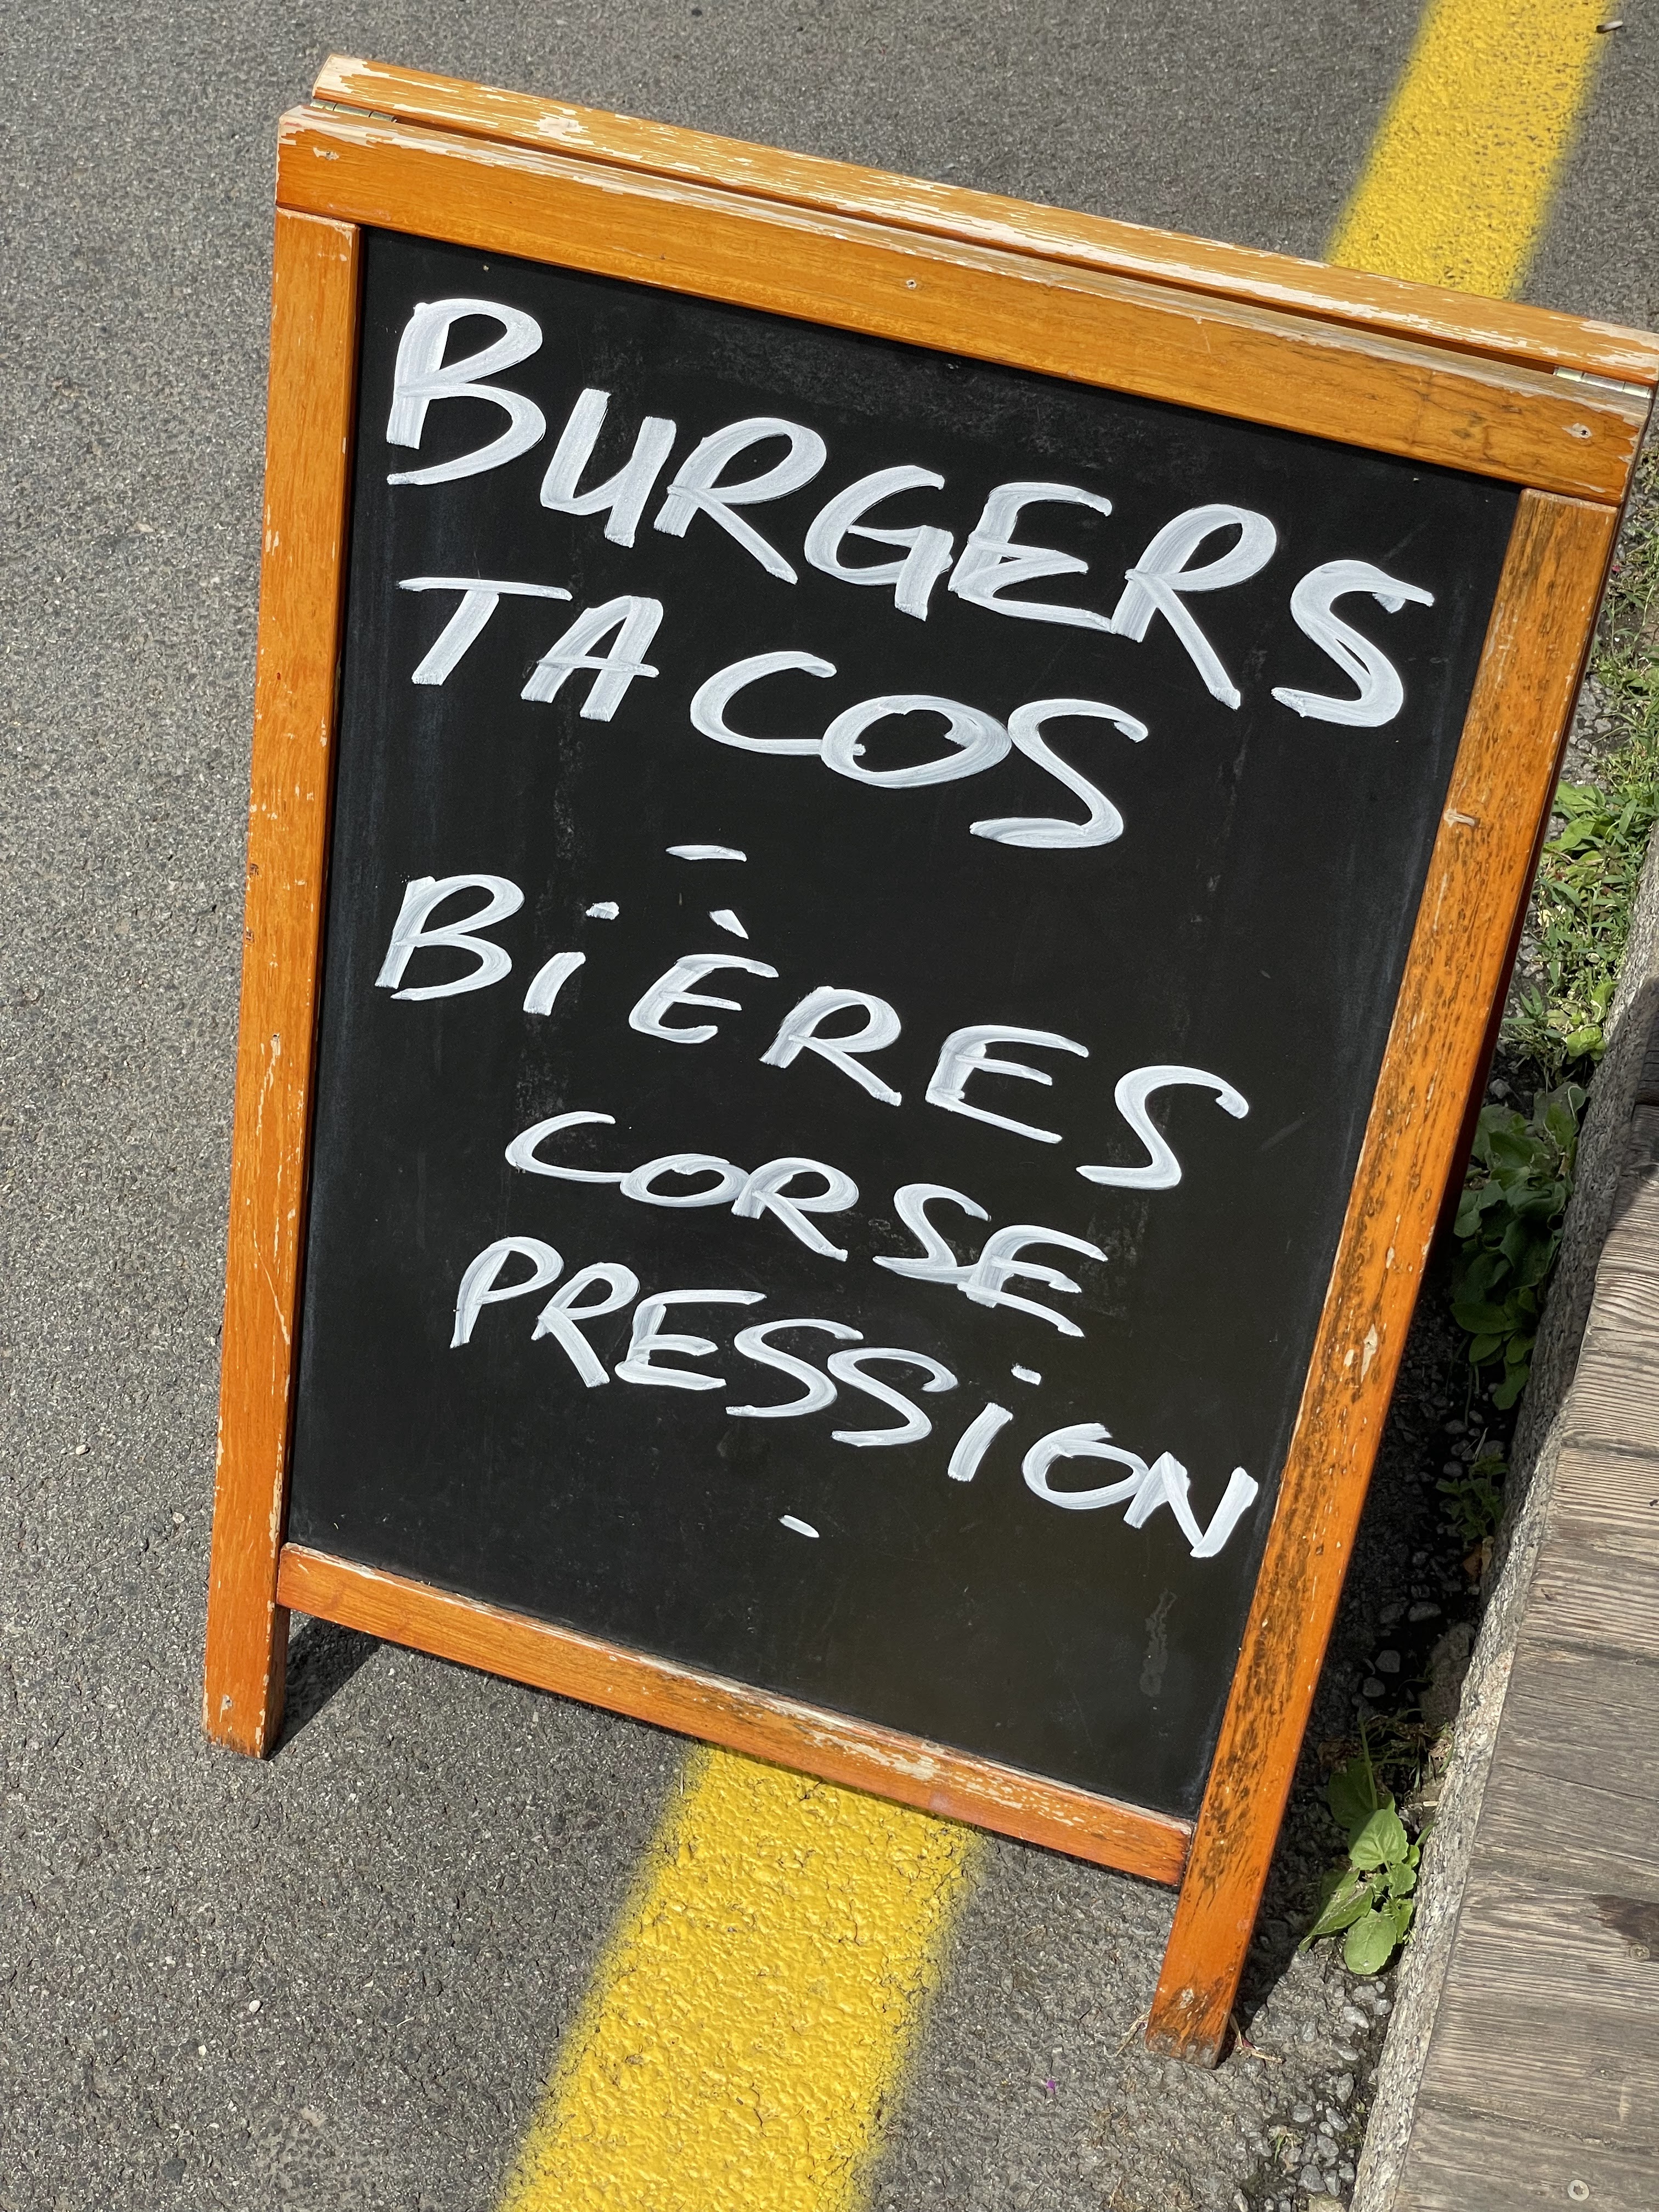 BURGERS
TACOS
-
BiÈRES
CORSE
PRESSiON
-